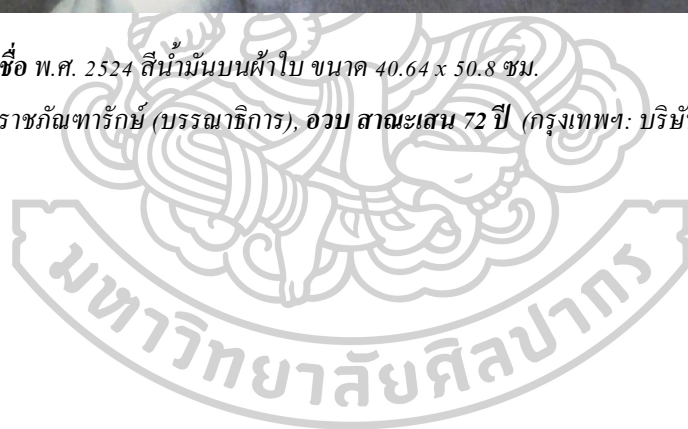 ชื่อ พ.ศ. 2524 สีน้ำมันบนผ้าใบ ขนาด 40.64 x 50.8 ซม.
ราชภัณฑารักษ์ (บรรณาธิการ), อวบ สาณะเสน 72 ปี (กรุงเทพฯ: บริษั
มหาวิทยาลัยศิลปากร